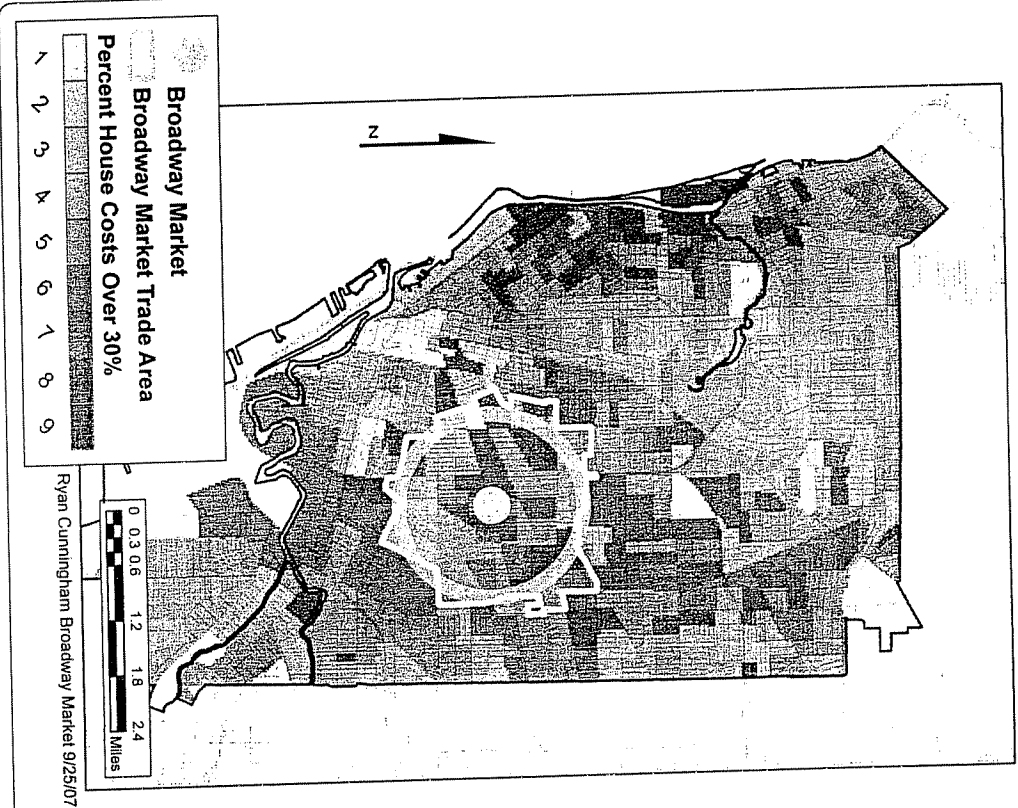 Broadway Market
Broadway Market Trade Area
Percent House Costs Over 30%
1 2 3 4 5 6 7 8 9
N
0 0.3 0.6 1.2 1.8 2.4
Miles
Ryan Cunningham Broadway Market 9/25/07